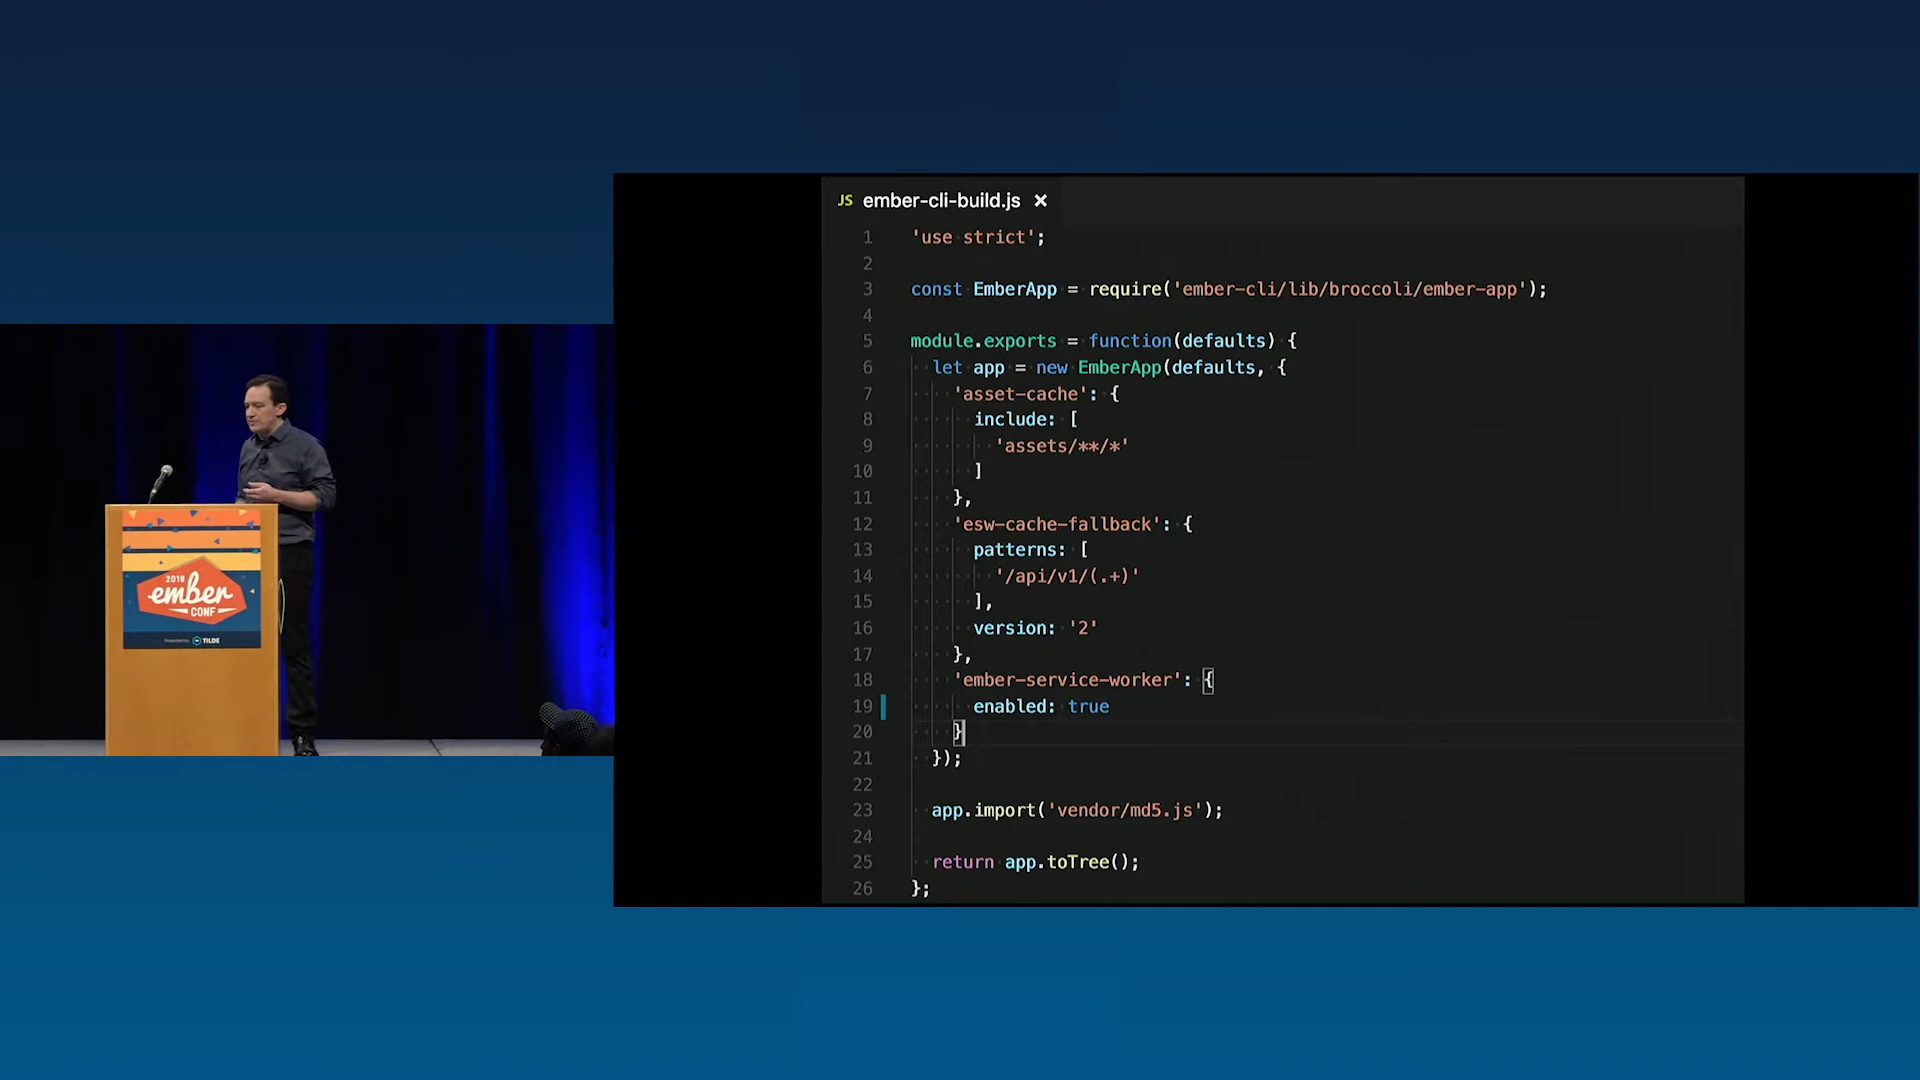 2018
ember
CONF
Presented by TILDE
JS ember-cli-build.js ×
1 'use strict';
2
3 const EmberApp = require('ember-cli/lib/broccoli/ember-app');
4
5 module.exports = function(defaults) {
6 let app = new EmberApp(defaults, {
7 'asset-cache': {
8 include: [
9 'assets/**/*'
10 ]
11 },
12 'esw-cache-fallback': {
13 patterns: [
14 '/api/v1/(.+)'
15 ],
16 version: '2'
17 },
18 'ember-service-worker': {
19 enabled: true
20 }
21 });
22
23 app.import('vendor/md5.js');
24
25 return app.toTree();
26 };